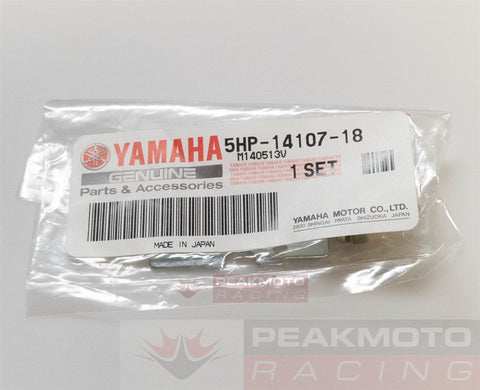 YAMAHA
GENUINE
Parts & Accessories
5HP-14107-18
M140513V
1 SET
YAMAHA MOTOR CO.,LTD.
2500 SHINGAI IWATA SHIZUOKA JAPAN
MADE IN JAPAN
PEAKMOTO
RACING
PEAKMOTO
RACING